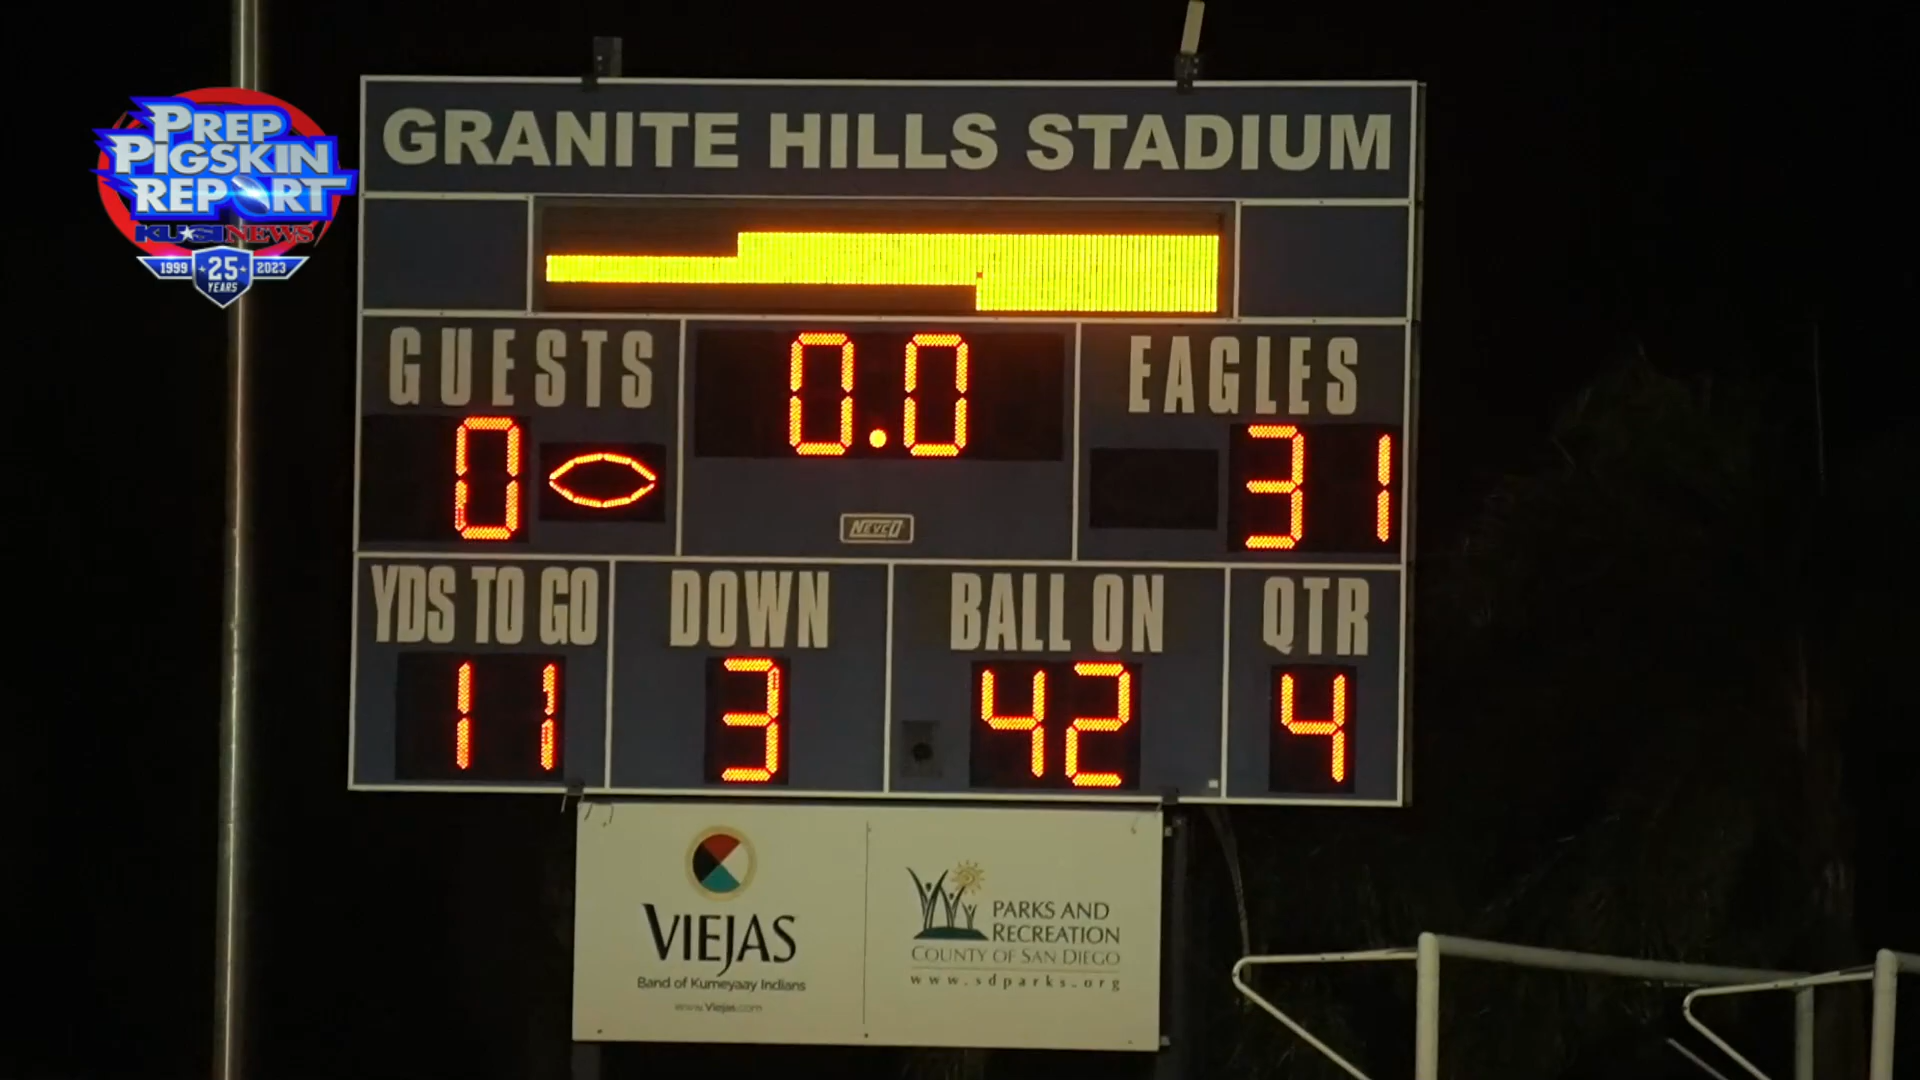 PREP
PIGSKIN
REPORT
KUSI NEWS
1999 25 2023
YEARS
GRANITE HILLS STADIUM
GUESTS 0.0 EAGLES
0 31
NEVCO
YDS TO GO DOWN BALL ON QTR
11 3 42 4
VIEJAS
Band of Kumeyaay Indians
www.Viejas.com
PARKS AND
RECREATION
COUNTY OF SAN DIEGO
www.sdparks.org